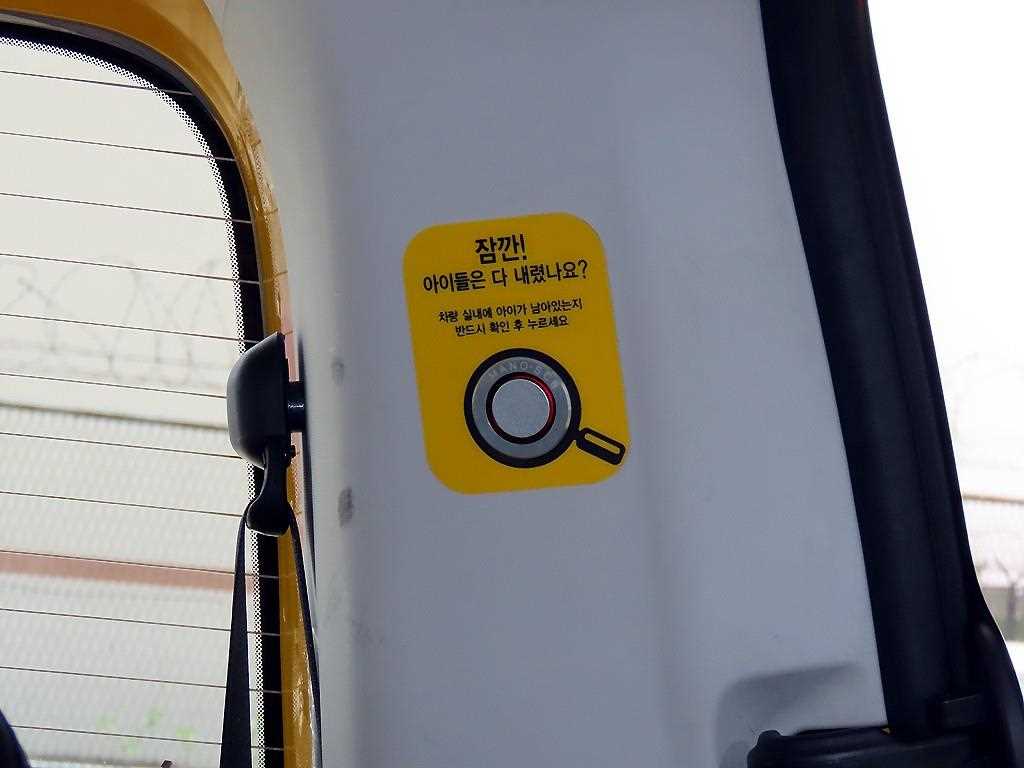 잠깐!
아이들은 다 내렸나요?
차량 실내에 아이가 남아있는지
반드시 확인 후 누르세요